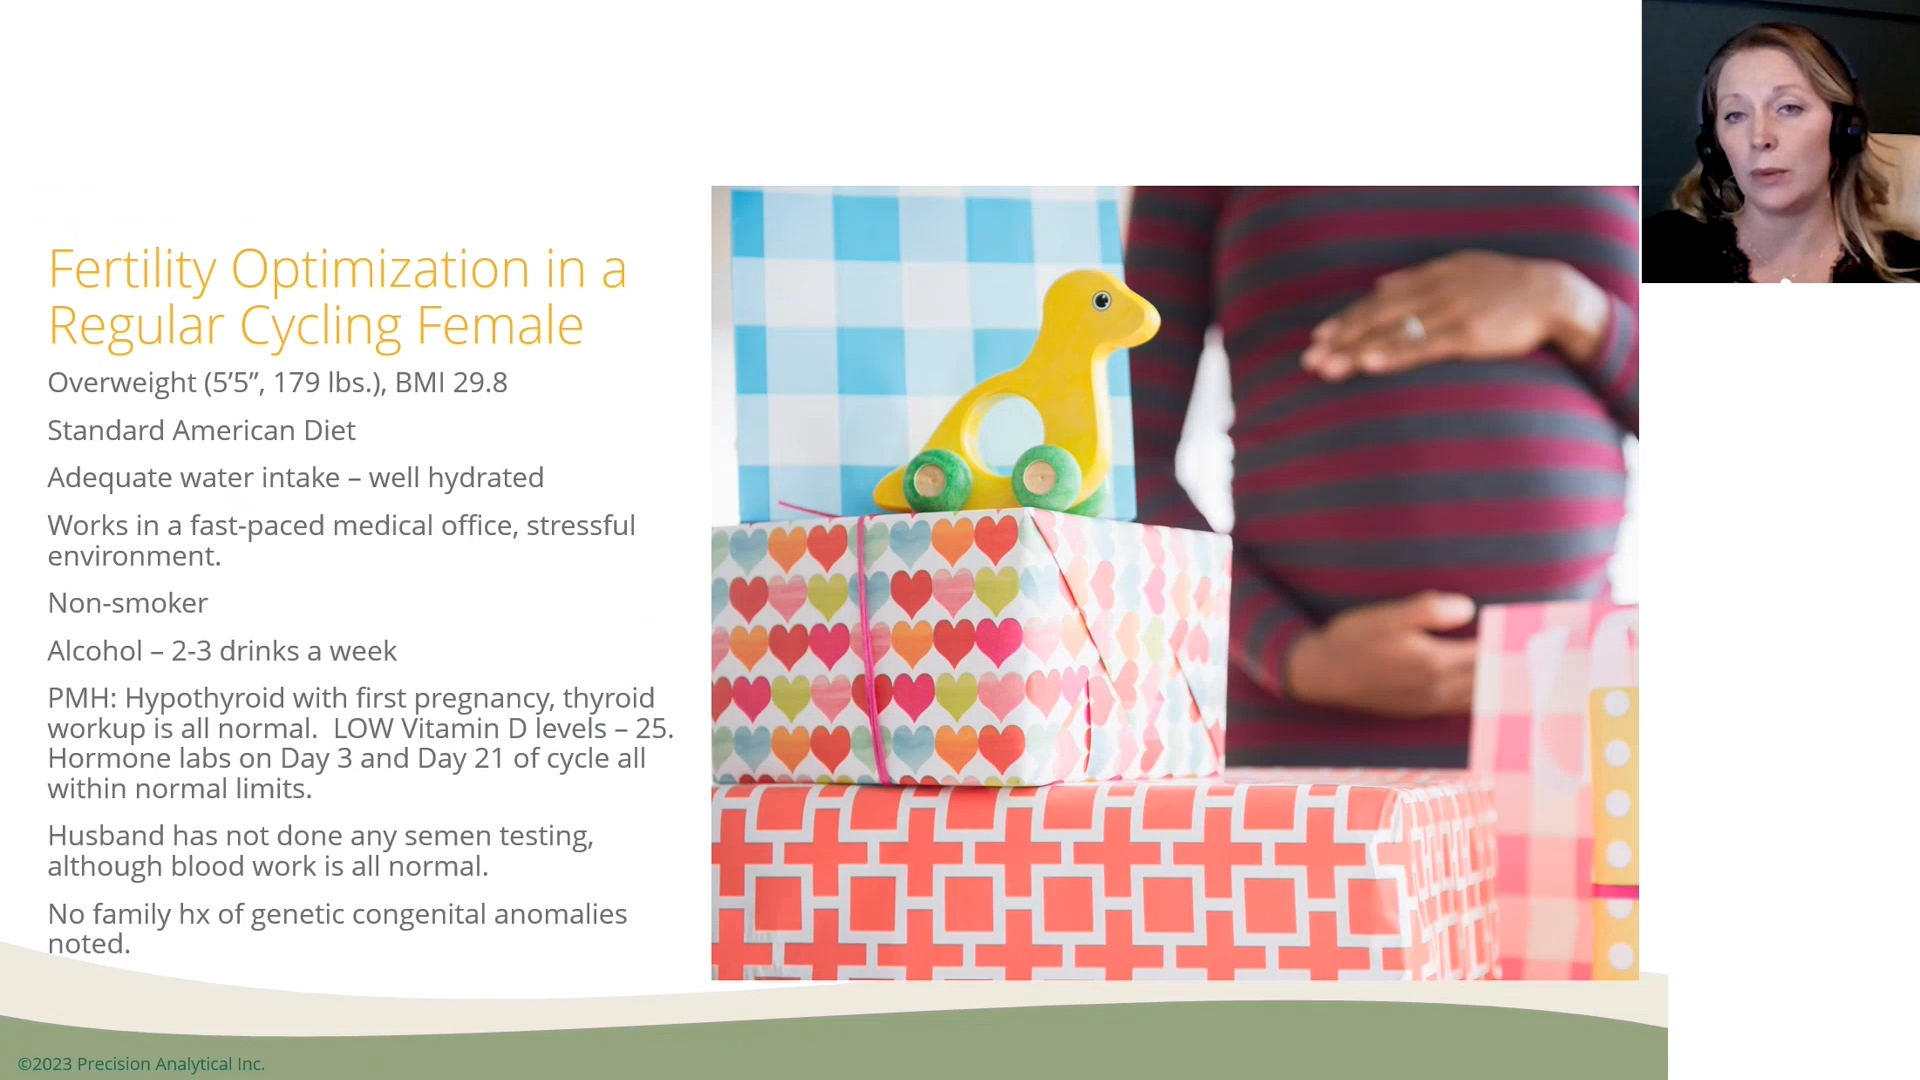 Fertility Optimization in a
Regular Cycling Female
Overweight (5’5”, 179 lbs.), BMI 29.8
Standard American Diet
Adequate water intake – well hydrated
Works in a fast-paced medical office, stressful
environment.
Non-smoker
Alcohol – 2-3 drinks a week
PMH: Hypothyroid with first pregnancy, thyroid
workup is all normal.  LOW Vitamin D levels – 25.
Hormone labs on Day 3 and Day 21 of cycle all
within normal limits.
Husband has not done any semen testing,
although blood work is all normal.
No family hx of genetic congenital anomalies
noted.
©2023 Precision Analytical Inc.